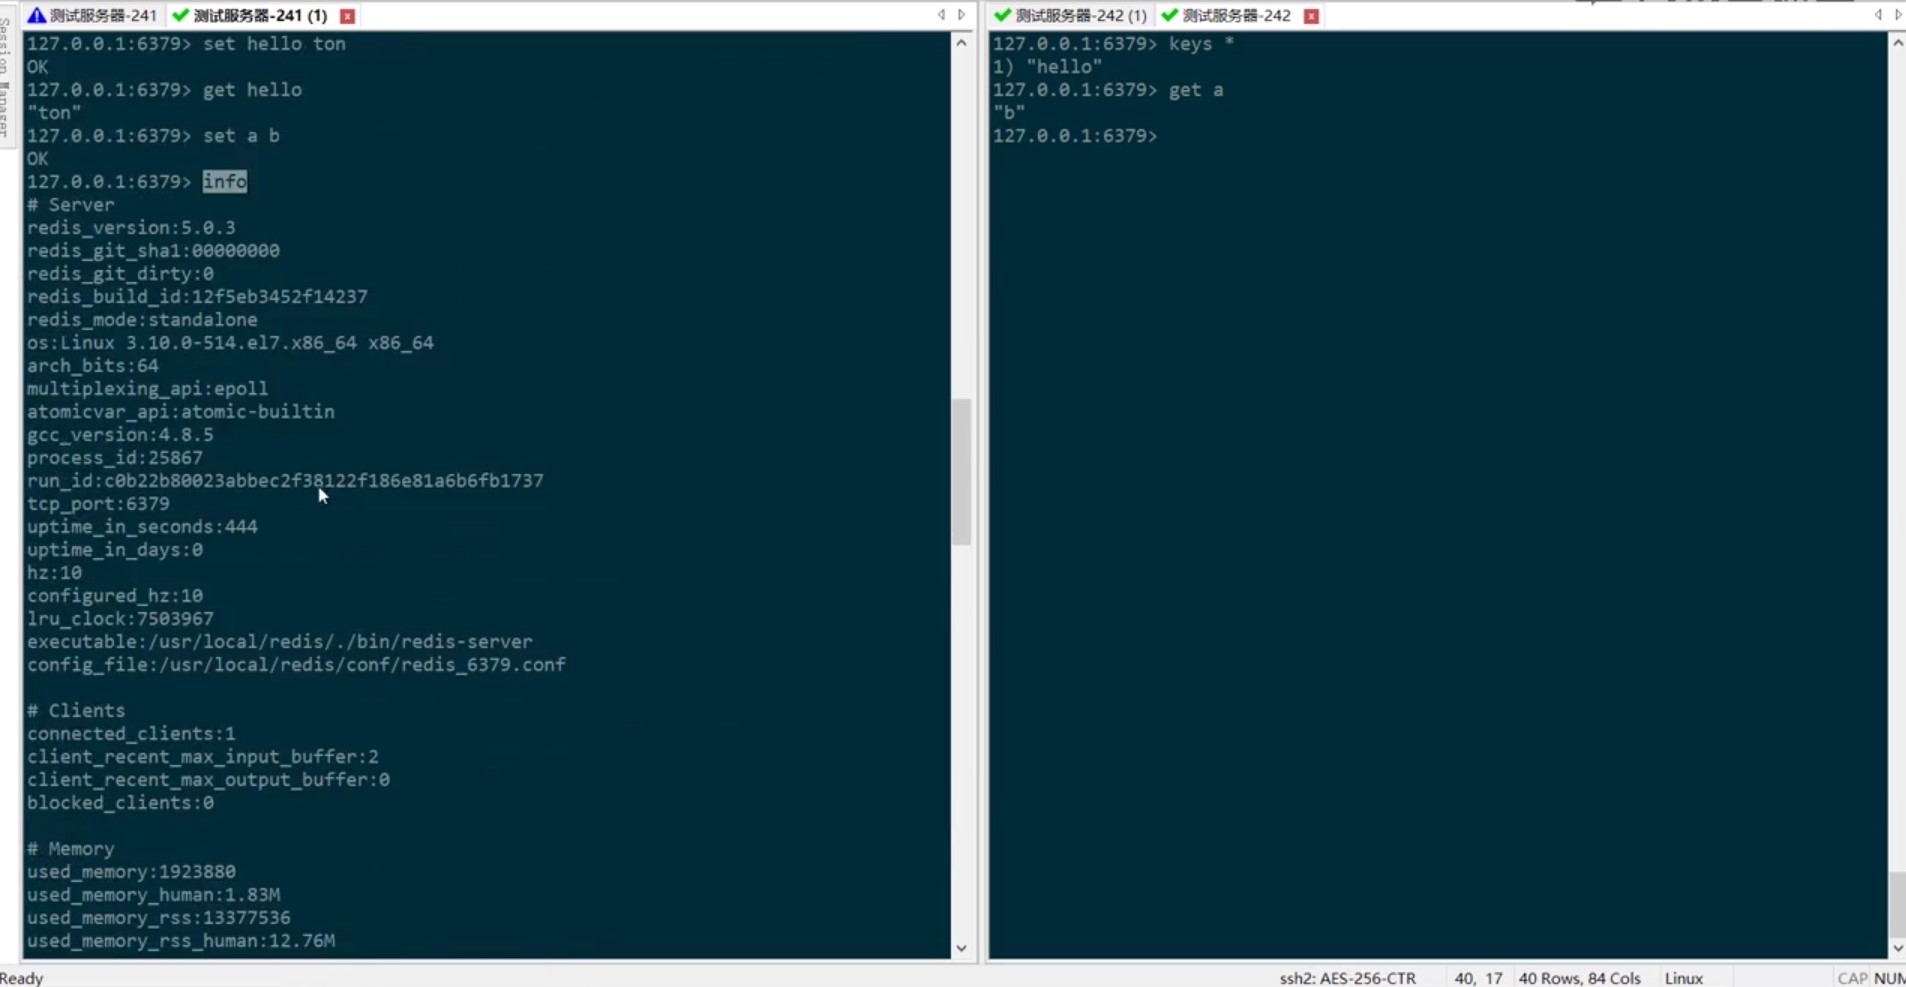 测试服务器-241
测试服务器-241 (1)
127.0.0.1:6379> set hello ton
OK
127.0.0.1:6379> get hello
"ton"
127.0.0.1:6379> set a b
OK
127.0.0.1:6379> info
# Server
redis_version:5.0.3
redis_git_sha1:00000000
redis_git_dirty:0
redis_build_id:12f5eb3452f14237
redis_mode:standalone
os:Linux 3.10.0-514.el7.x86_64 x86_64
arch_bits:64
multiplexing_api:epoll
atomicvar_api:atomic-builtin
gcc_version:4.8.5
process_id:25867
run_id:c0b22b80023abbec2f38122f186e81a6b6fb1737
tcp_port:6379
uptime_in_seconds:444
uptime_in_days:0
hz:10
configured_hz:10
lru_clock:7503967
executable:/usr/local/redis/./bin/redis-server
config_file:/usr/local/redis/conf/redis_6379.conf
# Clients
connected_clients:1
client_recent_max_input_buffer:2
client_recent_max_output_buffer:0
blocked_clients:0
# Memory
used_memory:1923880
used_memory_human:1.83M
used_memory_rss:13377536
used_memory_rss_human:12.76M
测试服务器-242 (1)
测试服务器-242
127.0.0.1:6379> keys *
1) "hello"
127.0.0.1:6379> get a
"b"
127.0.0.1:6379>
Session Manager
Ready
ssh2: AES-256-CTR
40, 17
40 Rows, 84 Cols
Linux
CAP NUM